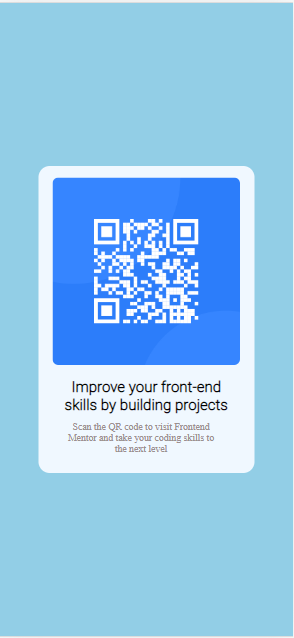 Improve your front-end
skills by building projects
Scan the QR code to visit Frontend
Mentor and take your coding skills to
the next level